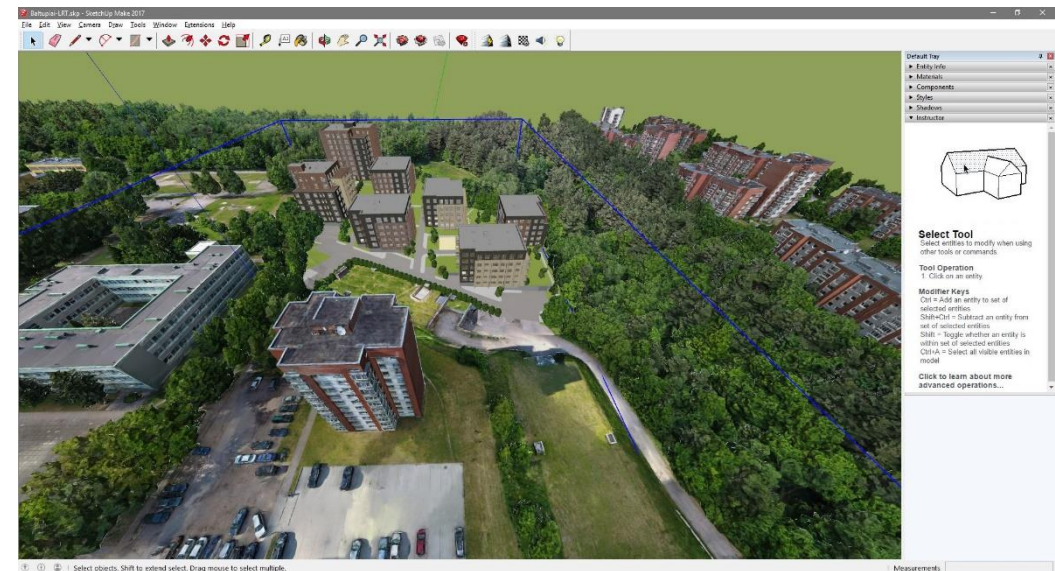 Baltupiai-LRT.skp - SketchUp Make 2017
File Edit View Camera Draw Tools Window Extensions Help
Default Tray
Entity Info
Materials
Components
Styles
Shadows
Instructor
Select Tool
Select entities to modify when using
other tools or commands.
Tool Operation
1. Click on an entity.
Modifier Keys
Ctrl = Add an entity to set of
selected entities
Shift+Ctrl = Subtract an entity from
set of selected entities
Shift = Toggle whether an entity is
within set of selected entities
Ctrl+A = Select all visible entities in
model
Click to learn about more
advanced operations...
Select objects. Shift to extend select. Drag mouse to select multiple.
Measurements